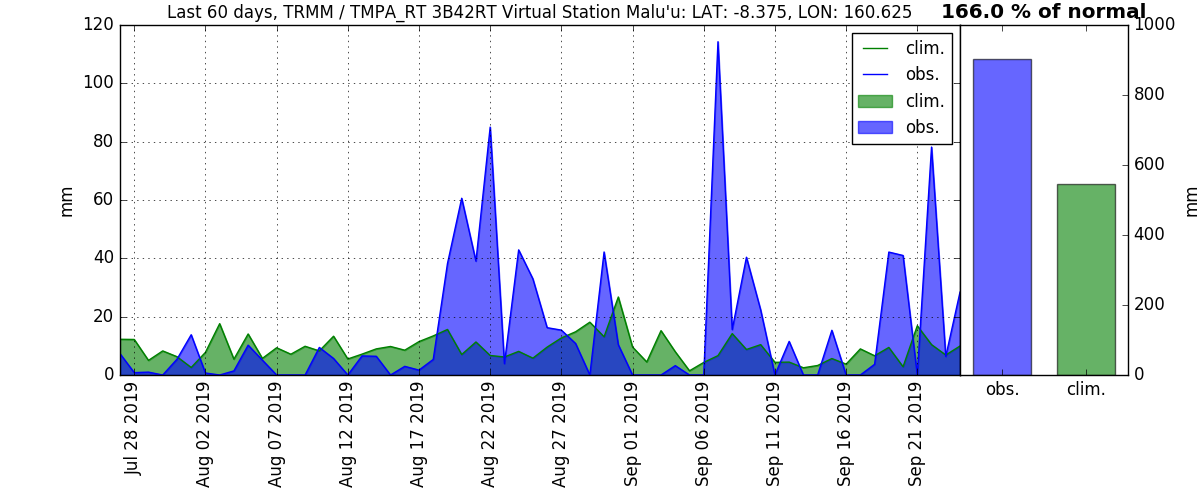 Last 60 days, TRMM / TMPA_RT 3B42RT Virtual Station Malu'u: LAT: -8.375, LON: 160.625
166.0 % of normal
120
100
80
60
40
20
0
mm
clim.
obs.
clim.
obs.
Jul 28 2019
Aug 02 2019
Aug 07 2019
Aug 12 2019
Aug 17 2019
Aug 22 2019
Aug 27 2019
Sep 01 2019
Sep 06 2019
Sep 11 2019
Sep 16 2019
Sep 21 2019
1000
800
600
400
200
0
mm
obs.
clim.